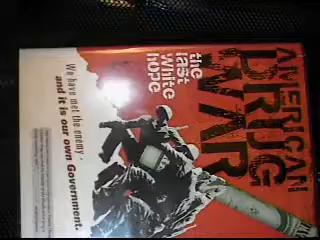 AMERICAN
DRUG
WAR
the
last
White
hope
We have met the enemy -
and it is our own Government.